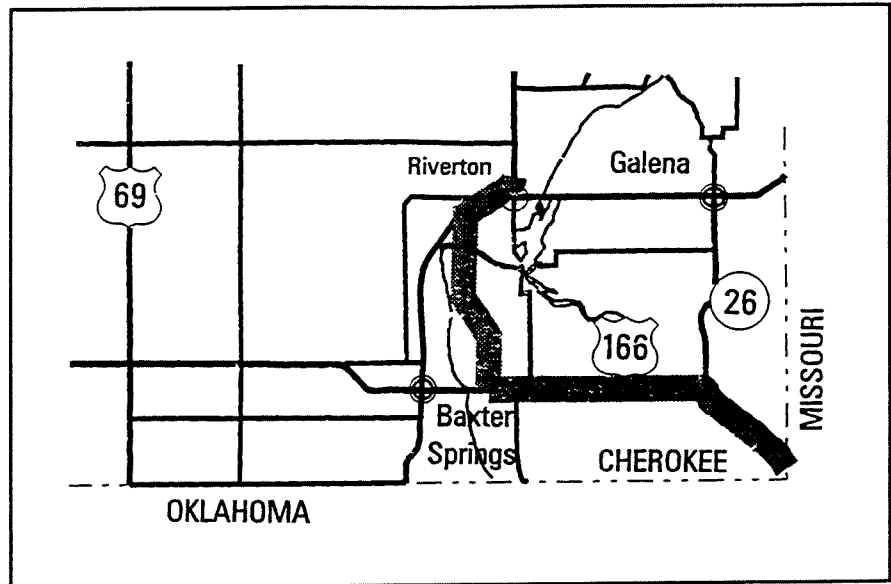 Riverton
Galena
69
26
166
MISSOURI
Baxter
Springs
CHEROKEE
OKLAHOMA